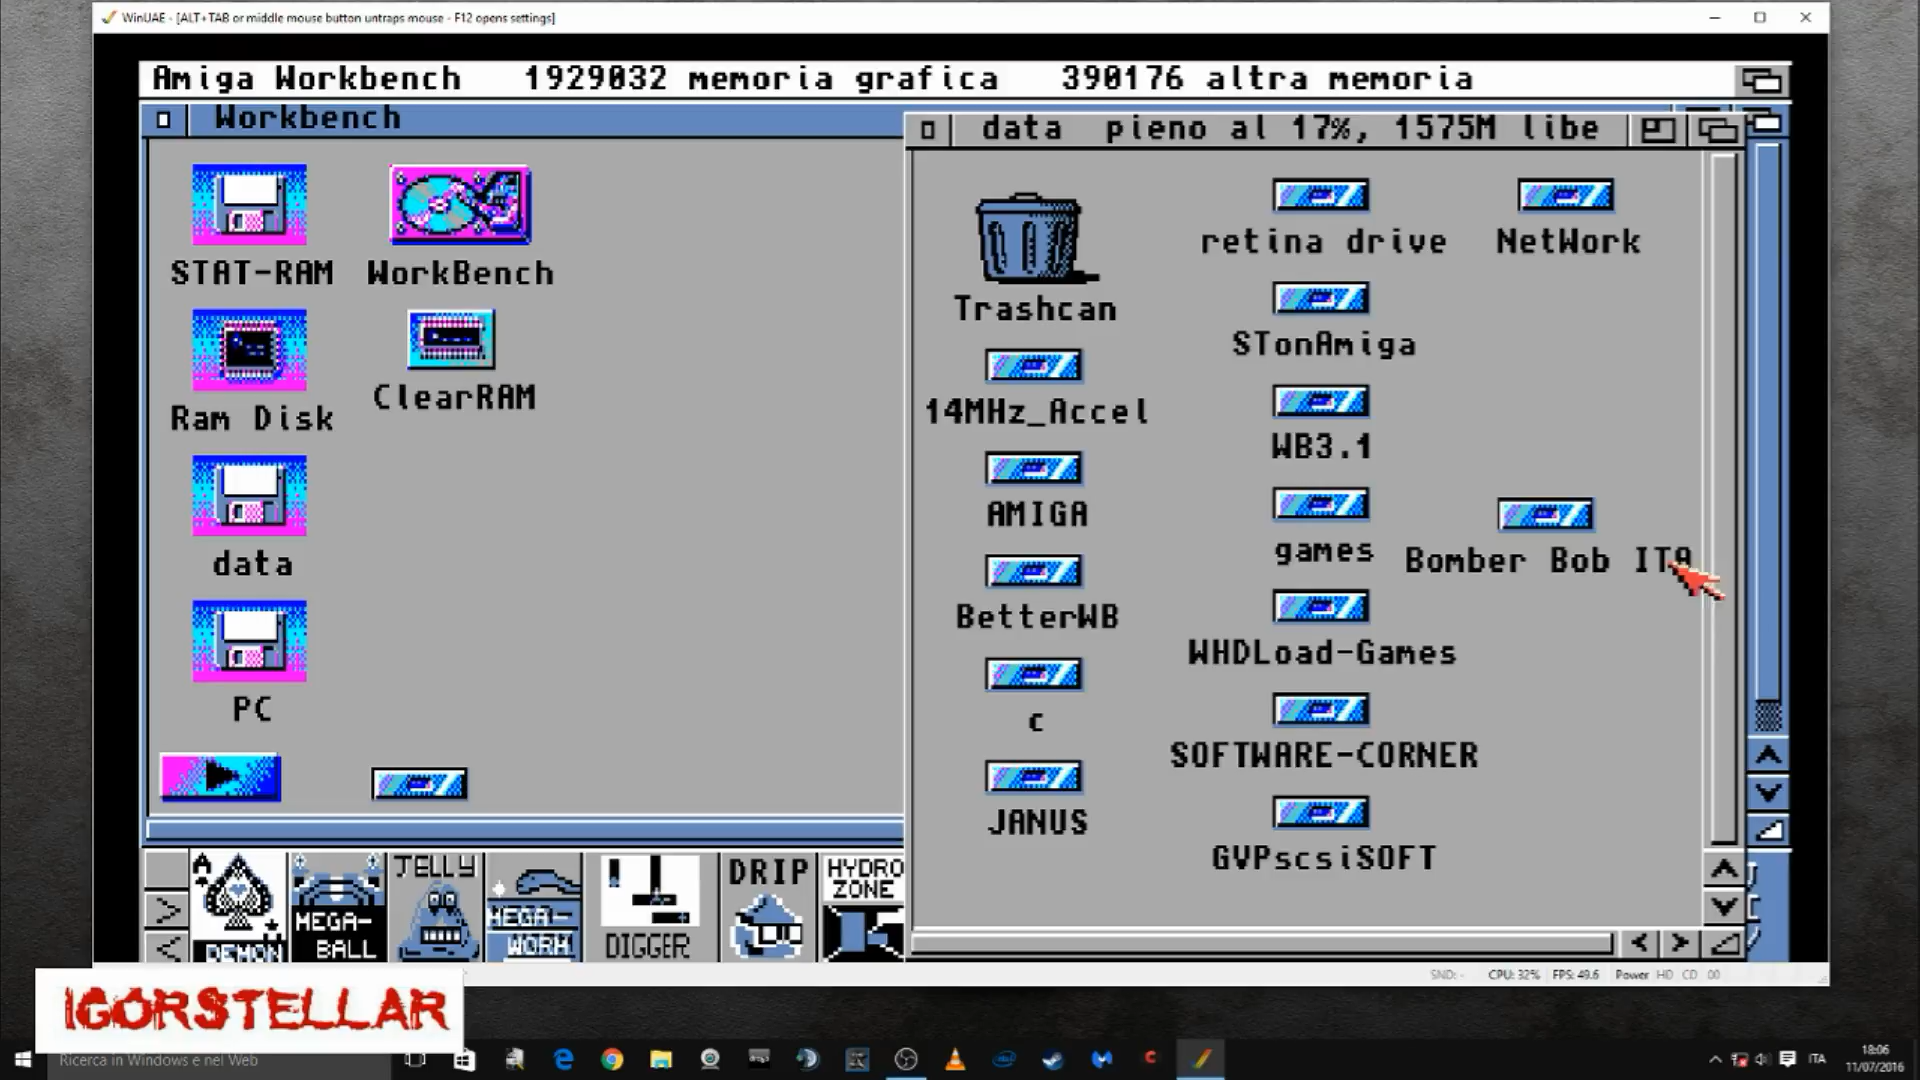 WinUAE - [ALT+TAB or middle mouse button untraps mouse - F12 opens settings]
Amiga Workbench 1929032 memoria grafica 390176 altra memoria
Workbench
data pieno al 17%, 1575M libe
STAT-RAM
WorkBench
Ram Disk
ClearRAM
data
PC
Trashcan
14MHz_Accel
AMIGA
BetterWB
c
JANUS
retina drive
STonAmiga
WB3.1
games
WHDLoad-Games
SOFTWARE-CORNER
GVPscsiSOFT
NetWork
Bomber Bob ITA
A
DEMON
MEGA-
BALL
JELLY
MEGA-
WORM
DIGGER
DRIP
HYDRO
ZONE
SND: - CPU: 32% FPS: 49.6 Power HD CD 00
IGORSTELLAR
Ricerca in Windows e nel Web
ITA
18:06
11/07/2016